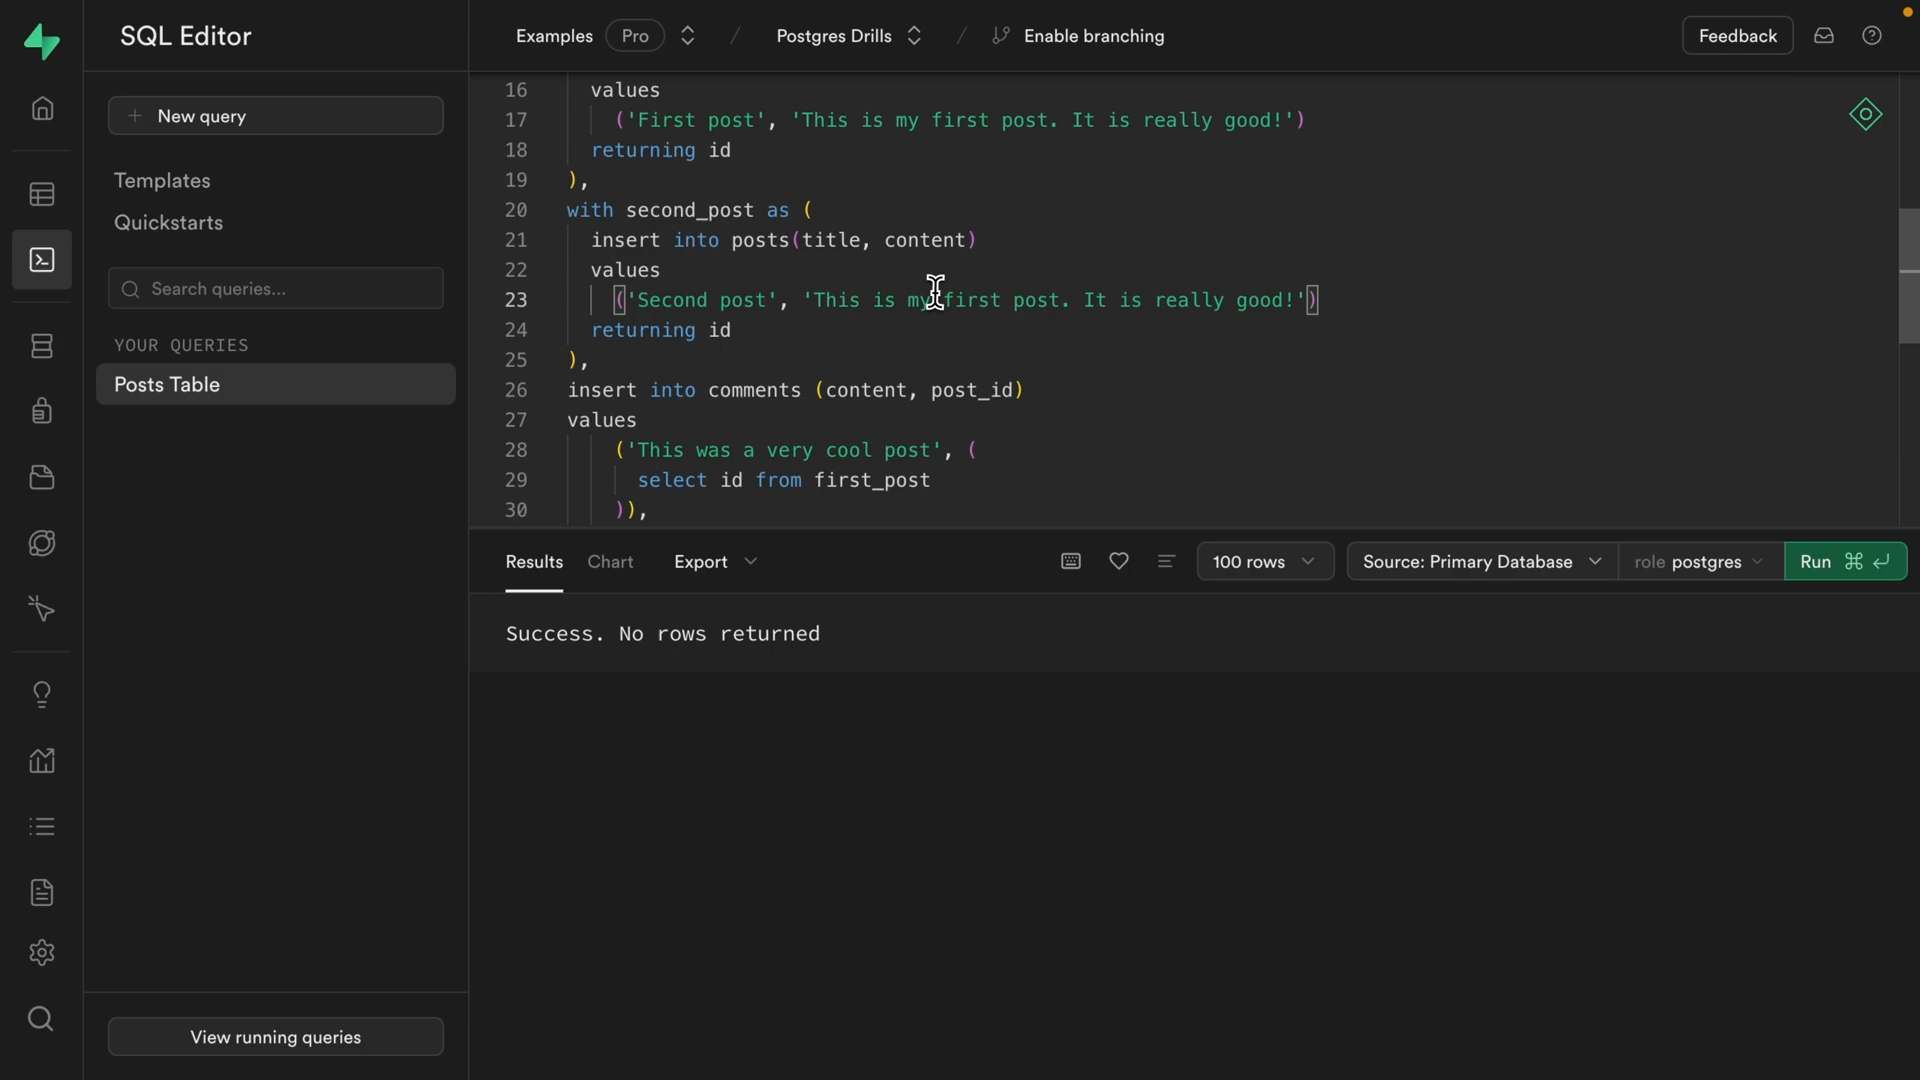 SQL Editor
Examples Pro / Postgres Drills / Enable branching
Feedback
+ New query
Templates
Quickstarts
Search queries...
YOUR QUERIES
Posts Table
View running queries
16 values
17 ('First post', 'This is my first post. It is really good!')
18 returning id
19 ),
20 with second_post as (
21 insert into posts(title, content)
22 values
23 ('Second post', 'This is my first post. It is really good!')
24 returning id
25 ),
26 insert into comments (content, post_id)
27 values
28 ('This was a very cool post', (
29 select id from first_post
30 )),
Results Chart Export 100 rows Source: Primary Database role postgres Run ⌘ ↵
Success. No rows returned